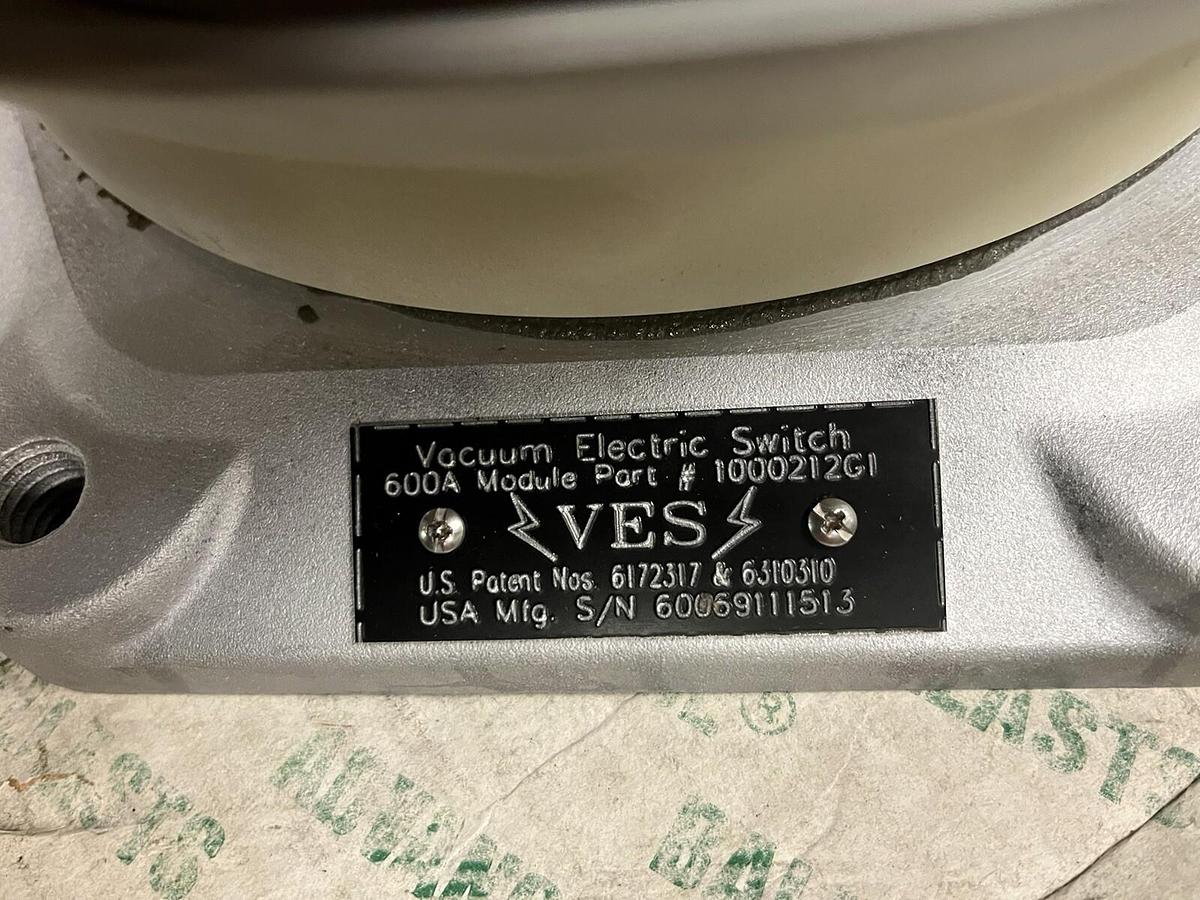 Vacuum Electric Switch
600A Module Part # 1000212G1
VES
U.S. Patent Nos. 6172317 & 6310310
USA Mfg. S/N 60069111513